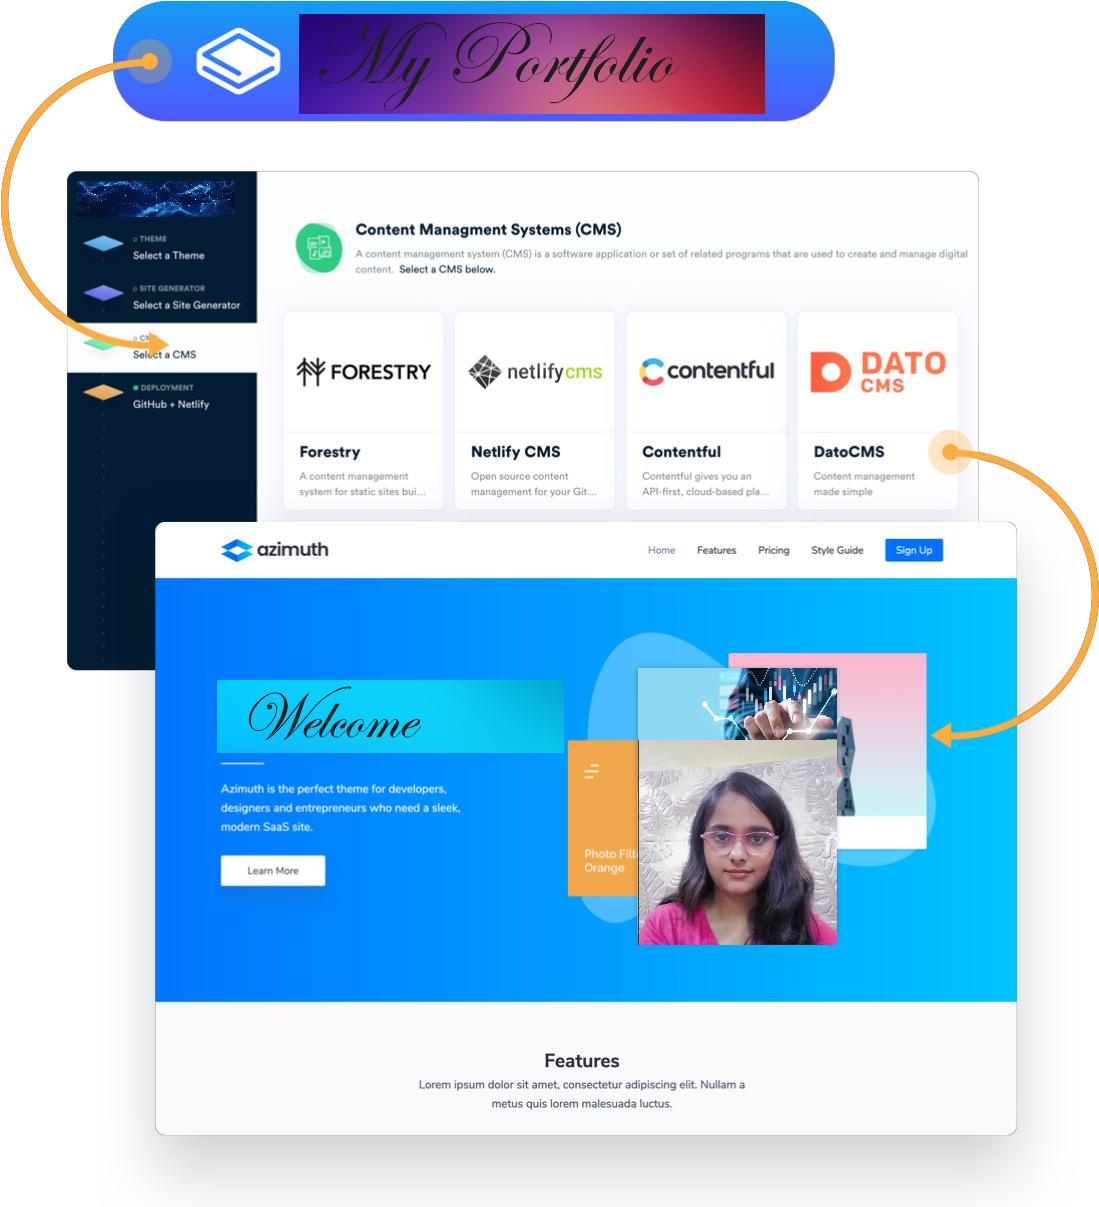 My Portfolio
THEME
Select a Theme
SITE GENERATOR
Select a Site Generator
Select a CMS
DEPLOYMENT
GitHub + Netlify
Content Managment Systems (CMS)
A content management system (CMS) is a software application or set of related programs that are used to create and manage digital
content. Select a CMS below.
FORESTRY
netlifycms
contentful
DATO
CMS
Forestry
A content management
system for static sites bui...
Netlify CMS
Open source content
management for your Git...
Contentful
Contentful gives you an
API-first, cloud-based pla...
DatoCMS
Content management
made simple
azimuth
Home
Features
Pricing
Style Guide
Sign Up
Welcome
Azimuth is the perfect theme for developers,
designers and entrepreneurs who need a sleek,
modern SaaS site.
Learn More
Photo
Orange
Features
Lorem ipsum dolor sit amet, consectetur adipiscing elit. Nullam a
metus quis lorem malesuada luctus.